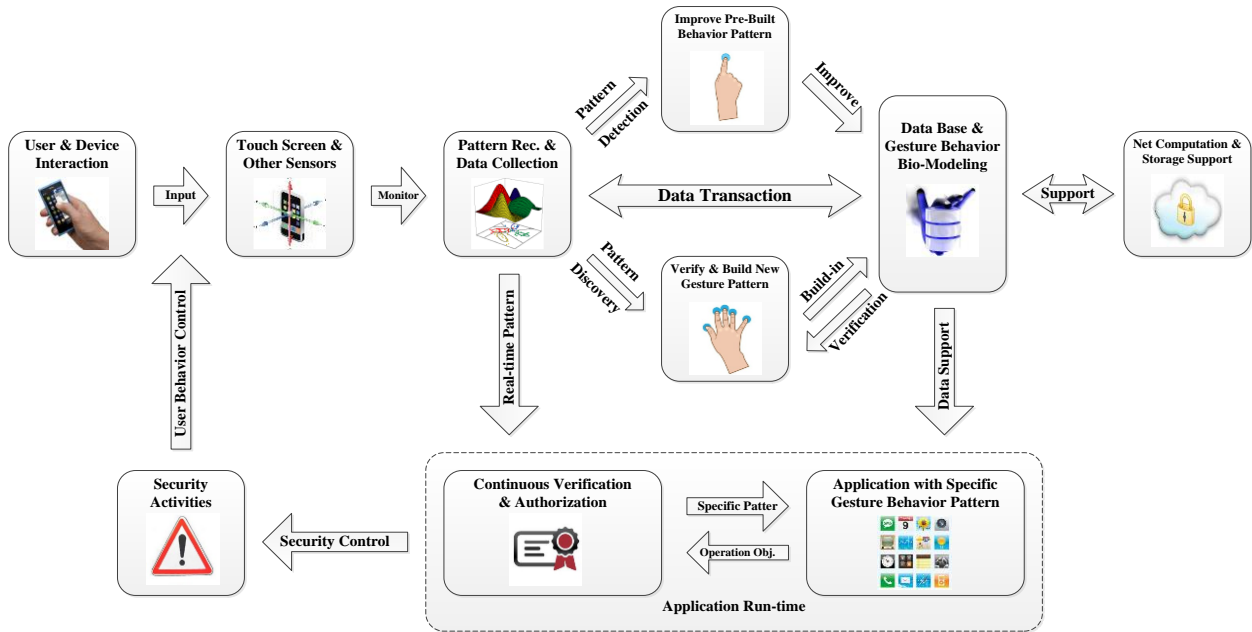 Improve Pre-Built
Behavior Pattern
Pattern
Detection
Improve
User & Device
Interaction
Input
Touch Screen &
Other Sensors
Monitor
Pattern Rec. &
Data Collection
Data Transaction
Data Base &
Gesture Behavior
Bio-Modeling
Support
Net Computation &
Storage Support
Pattern
Discovery
Verify & Build New
Gesture Pattern
Build-in
Verification
User Behavior Control
Real-time Pattern
Data Support
Security
Activities
Security Control
Continuous Verification
& Authorization
Specific Patter
Operation Obj.
Application with Specific
Gesture Behavior Pattern
9
Application Run-time